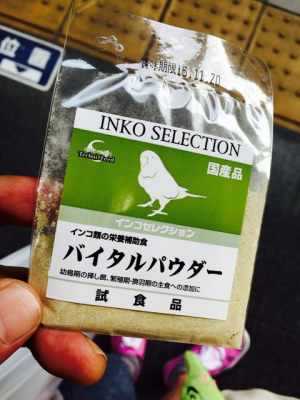 賞味期限15.11.20
INKO SELECTION
Technil Feed
国産品
インコセレクション
インコ類の栄養補助食
バイタルパウダー
幼鳥期の挿し餌、繁殖期・換羽期の主食への添加に
試食品